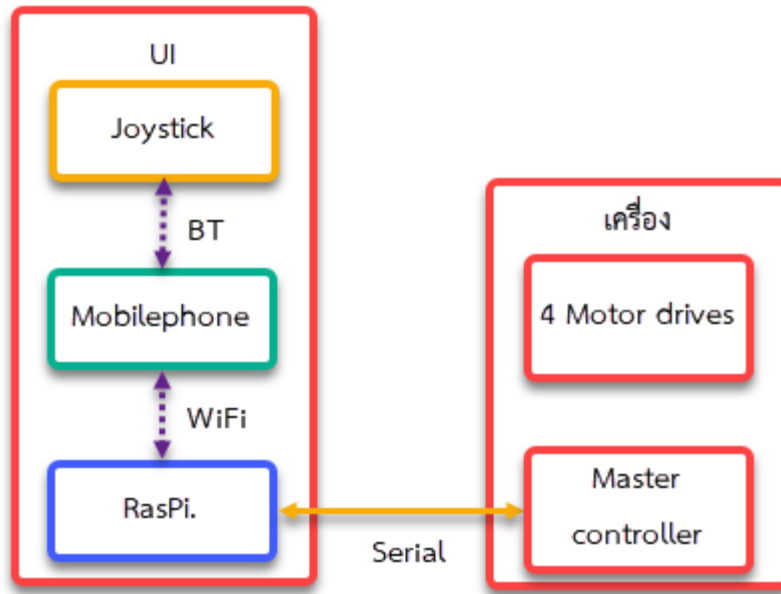 UI
Joystick
BT
Mobilephone
WiFi
RasPi.
Serial
เครื่อง
4 Motor drives
Master
controller